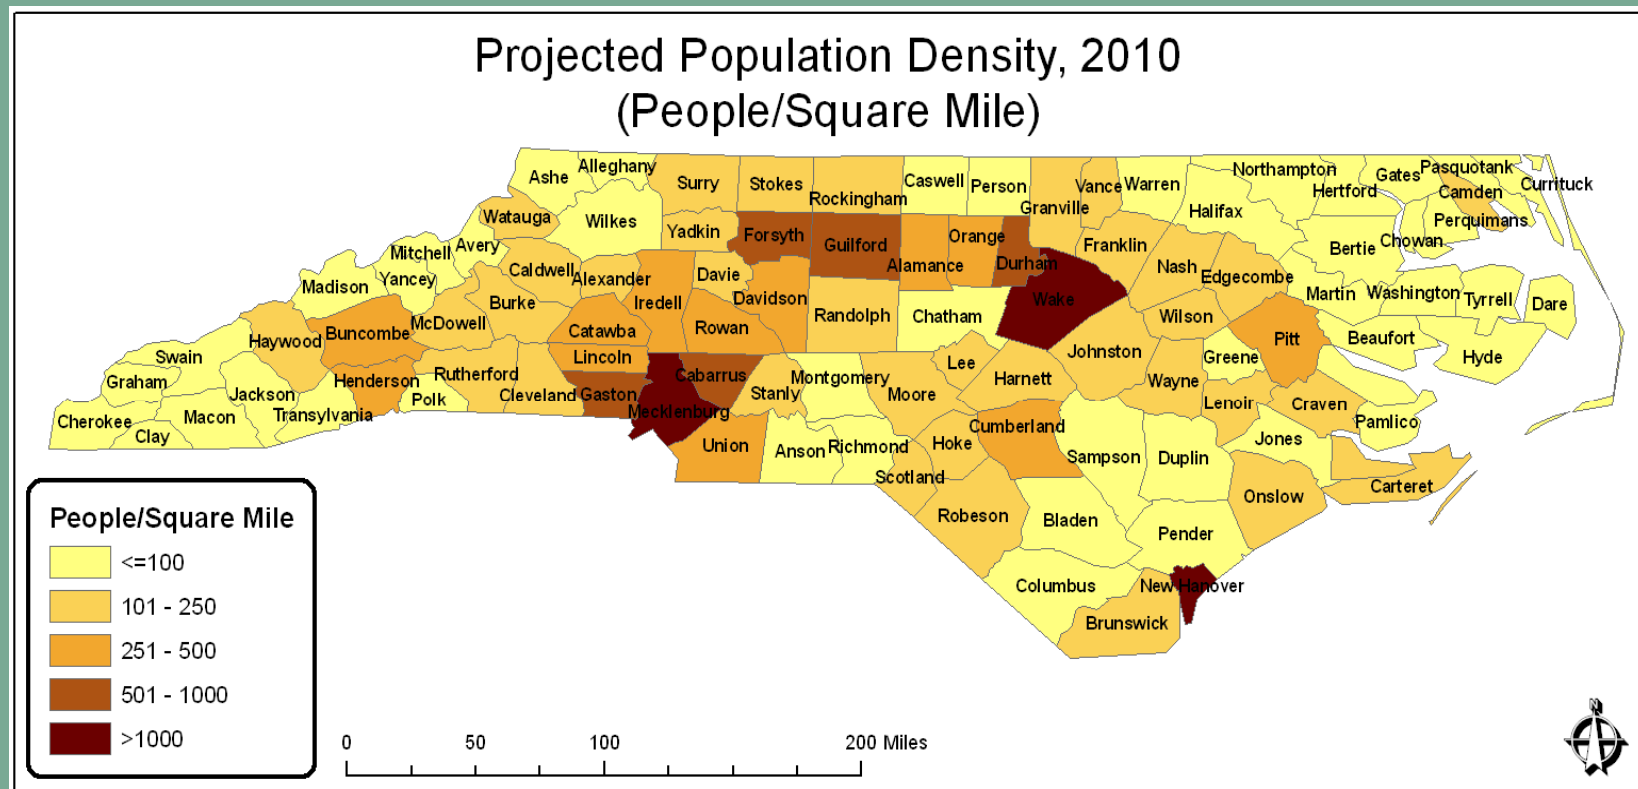 Projected Population Density, 2010
(People/Square Mile)
Ashe
Alleghany
Surry
Stokes
Rockingham
Caswell
Person
Granville
Vance
Warren
Northampton
Hertford
Gates
Pasquotank
Camden
Currituck
Perquimans
Halifax
Watauga
Wilkes
Yadkin
Forsyth
Guilford
Alamance
Orange
Durham
Franklin
Bertie
Chowan
Mitchell
Avery
Madison
Yancey
Caldwell
Alexander
Davie
Iredell
Davidson
Wake
Nash
Edgecombe
Martin
Washington
Tyrrell
Dare
Burke
McDowell
Buncombe
Haywood
Catawba
Rowan
Randolph
Chatham
Wilson
Pitt
Beaufort
Hyde
Swain
Graham
Jackson
Henderson
Rutherford
Polk
Cleveland
Lincoln
Gaston
Cabarrus
Mecklenburg
Stanly
Montgomery
Moore
Lee
Harnett
Johnston
Wayne
Greene
Lenoir
Craven
Pamlico
Cherokee
Clay
Macon
Transylvania
Union
Anson
Richmond
Scotland
Hoke
Cumberland
Sampson
Duplin
Jones
Onslow
Carteret
Robeson
Bladen
Pender
Columbus
New Hanover
Brunswick
People/Square Mile
<=100
101 - 250
251 - 500
501 - 1000
>1000
0 50 100 200 Miles
N